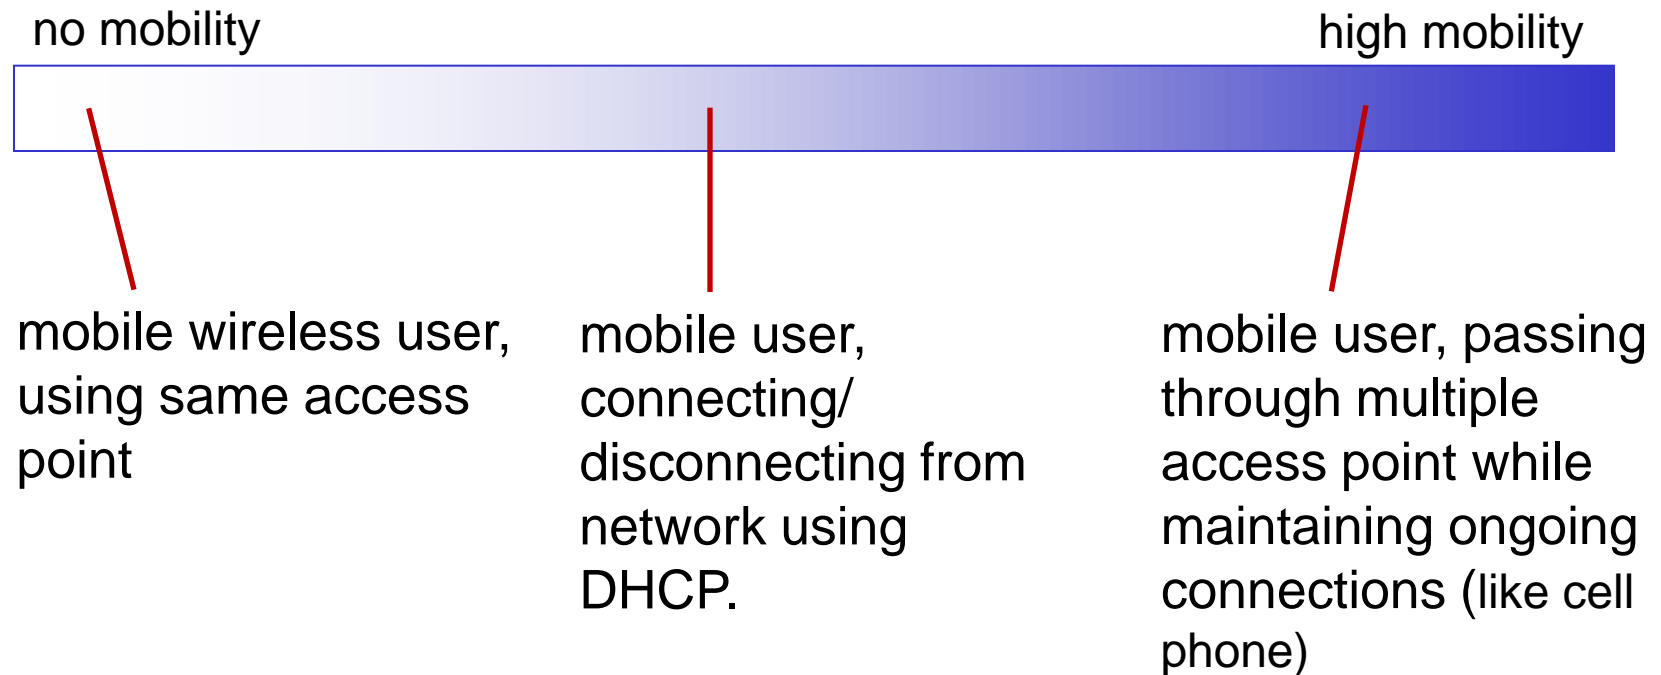 no mobility
high mobility
mobile wireless user,
using same access
point
mobile user,
connecting/
disconnecting from
network using
DHCP.
mobile user, passing
through multiple
access point while
maintaining ongoing
connections (like cell
phone)